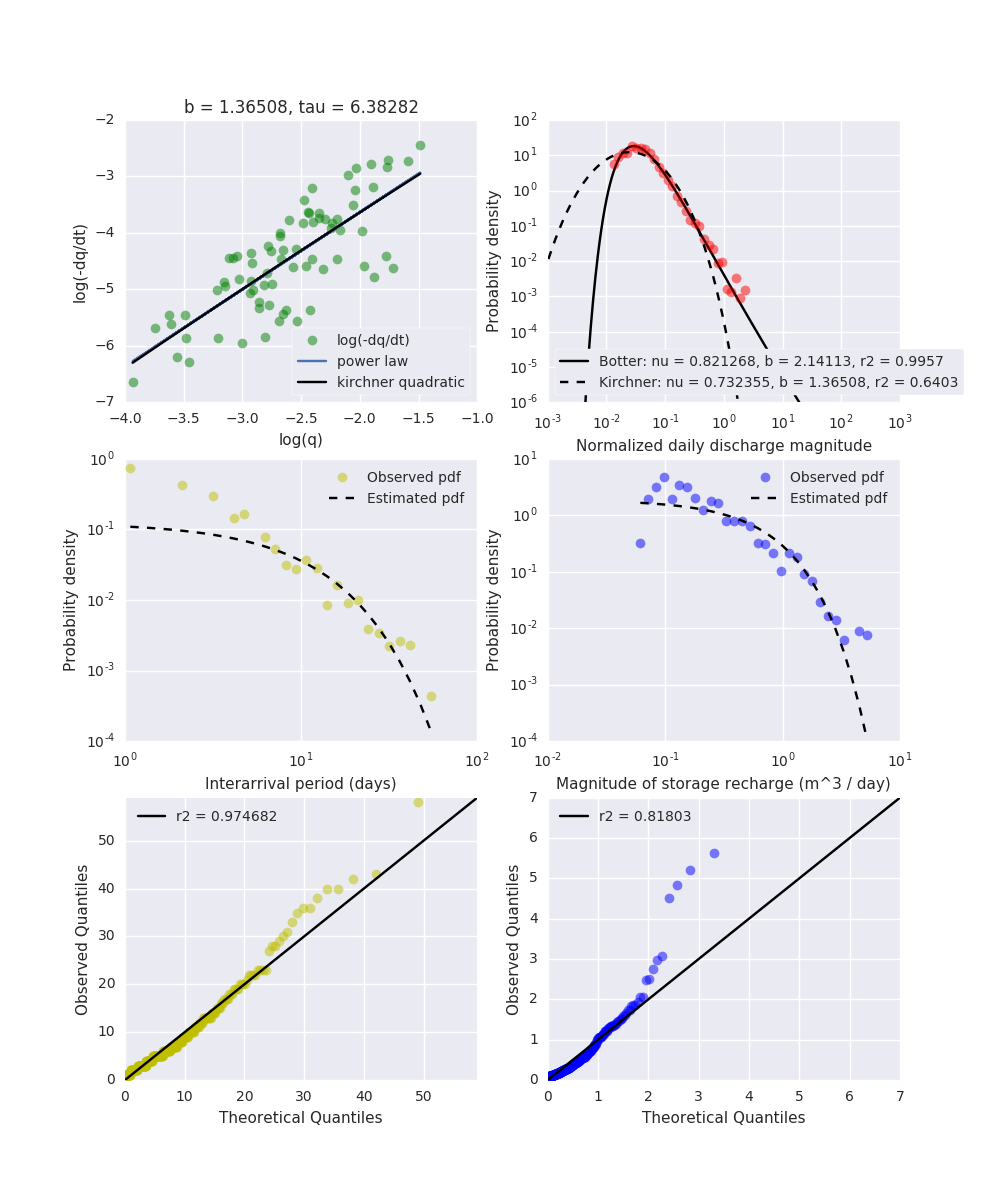 b = 1.36508, tau = 6.38282
log(-dq/dt)
−2
−3
−4
−5
−6
−7
log(-dq/dt)
power law
kirchner quadratic
−4.0 −3.5 −3.0 −2.5 −2.0 −1.5 −1.0
log(q)
Probability density
10^2
10^1
10^0
10^-1
10^-2
10^-3
10^-4
10^-5
10^-6
Botter: nu = 0.821268, b = 2.14113, r2 = 0.9957
Kirchner: nu = 0.732355, b = 1.36508, r2 = 0.6403
10^-3 10^-2 10^-1 10^0 10^1 10^2 10^3
Normalized daily discharge magnitude
Probability density
10^0
10^-1
10^-2
10^-3
10^-4
Observed pdf
Estimated pdf
10^0 10^1 10^2
Interarrival period (days)
Probability density
10^1
10^0
10^-1
10^-2
10^-3
10^-4
Observed pdf
Estimated pdf
10^-2 10^-1 10^0 10^1
Magnitude of storage recharge (m^3 / day)
Observed Quantiles
50
40
30
20
10
0
r2 = 0.974682
0 10 20 30 40 50
Theoretical Quantiles
Observed Quantiles
7
6
5
4
3
2
1
0
r2 = 0.81803
0 1 2 3 4 5 6 7
Theoretical Quantiles